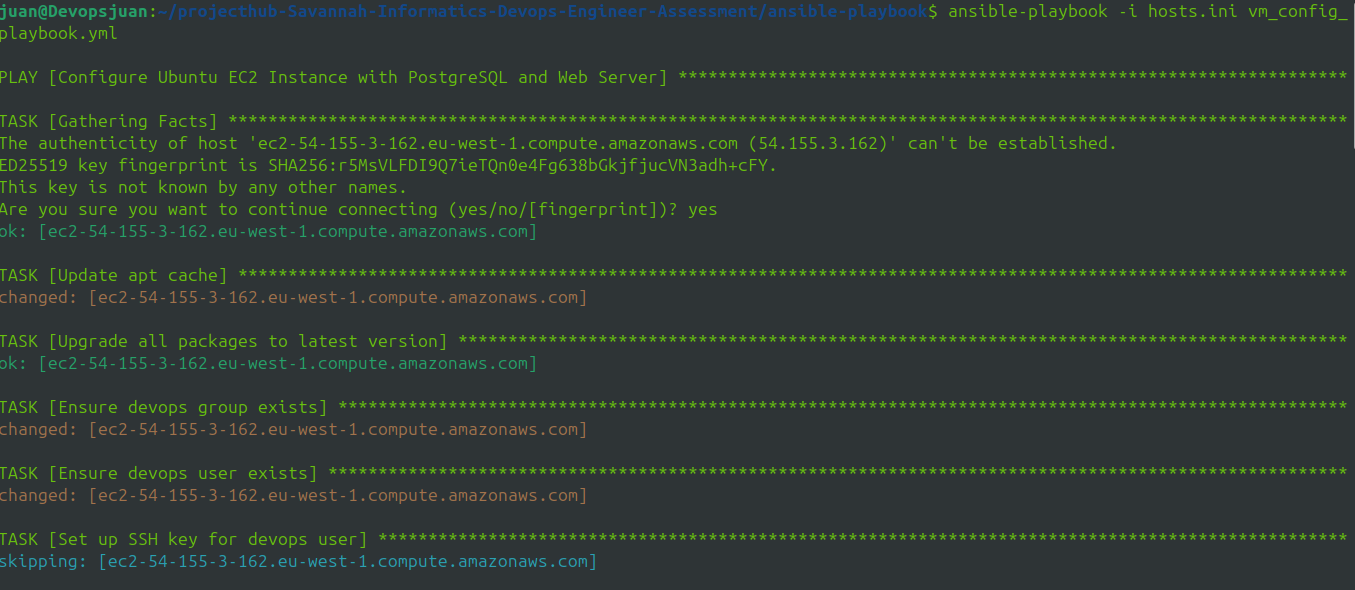 juan@Devopsjuan:~/projecthub-Savannah-Informatics-Devops-Engineer-Assessment/ansible-playbook$ ansible-playbook -i hosts.ini vm_config_
playbook.yml
PLAY [Configure Ubuntu EC2 Instance with PostgreSQL and Web Server] *******************************************************************
TASK [Gathering Facts] ****************************************************************************************************************
The authenticity of host 'ec2-54-155-3-162.eu-west-1.compute.amazonaws.com (54.155.3.162)' can't be established.
ED25519 key fingerprint is SHA256:r5MsVLFDI9Q7ieTQn0e4Fg638bGkjfjucVN3adh+cFY.
This key is not known by any other names.
Are you sure you want to continue connecting (yes/no/[fingerprint])? yes
ok: [ec2-54-155-3-162.eu-west-1.compute.amazonaws.com]
TASK [Update apt cache] ***************************************************************************************************************
changed: [ec2-54-155-3-162.eu-west-1.compute.amazonaws.com]
TASK [Upgrade all packages to latest version] *****************************************************************************************
ok: [ec2-54-155-3-162.eu-west-1.compute.amazonaws.com]
TASK [Ensure devops group exists] *****************************************************************************************************
changed: [ec2-54-155-3-162.eu-west-1.compute.amazonaws.com]
TASK [Ensure devops user exists] ******************************************************************************************************
changed: [ec2-54-155-3-162.eu-west-1.compute.amazonaws.com]
TASK [Set up SSH key for devops user] *************************************************************************************************
skipping: [ec2-54-155-3-162.eu-west-1.compute.amazonaws.com]